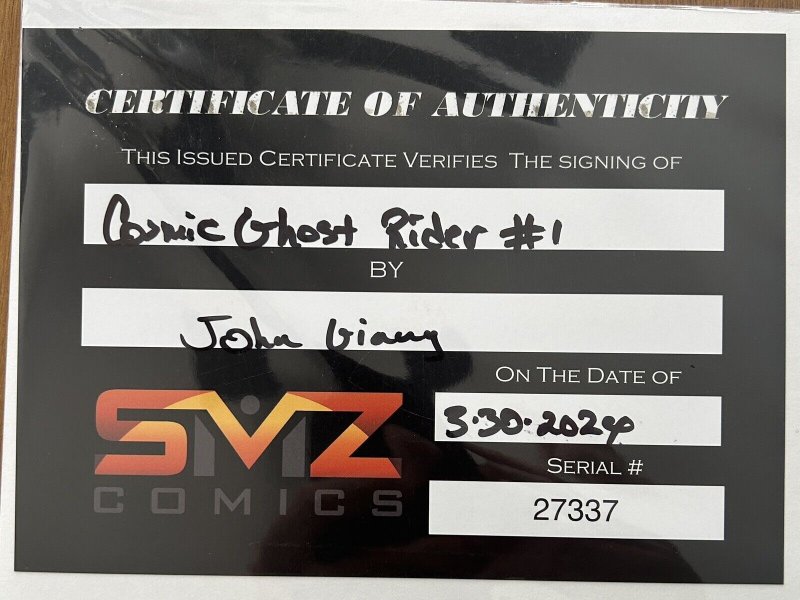 CERTIFICATE OF AUTHENTICITY
THIS ISSUED CERTIFICATE VERIFIES THE SIGNING OF
Cosmic Ghost Rider #1
BY
John Giang
ON THE DATE OF
3·30·2024
SERIAL #
27337
SMZ
COMICS